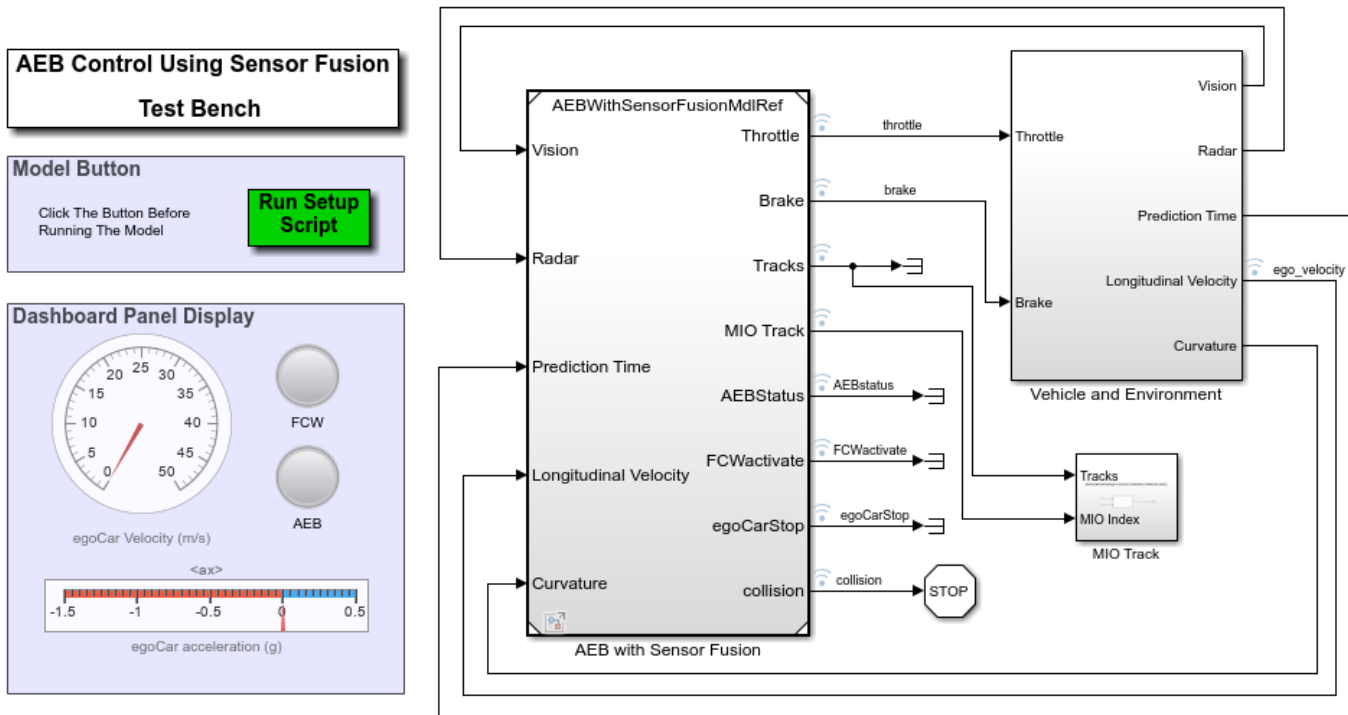 AEB Control Using Sensor Fusion
Test Bench
Model Button
Click The Button Before
Running The Model
Run Setup
Script
Dashboard Panel Display
0
5
10
15
20
25
30
35
40
45
50
egoCar Velocity (m/s)
FCW
AEB
<ax>
-1.5
-1
-0.5
0
0.5
egoCar acceleration (g)
AEBWithSensorFusionMdlRef
Vision
Radar
Prediction Time
Longitudinal Velocity
Curvature
Throttle
Brake
Tracks
MIO Track
AEBStatus
FCWactivate
egoCarStop
collision
AEB with Sensor Fusion
throttle
brake
AEBstatus
FCWactivate
egoCarStop
collision
STOP
Throttle
Brake
Vision
Radar
Prediction Time
Longitudinal Velocity
Curvature
Vehicle and Environment
ego_velocity
Tracks
MIO Index
MIO Track